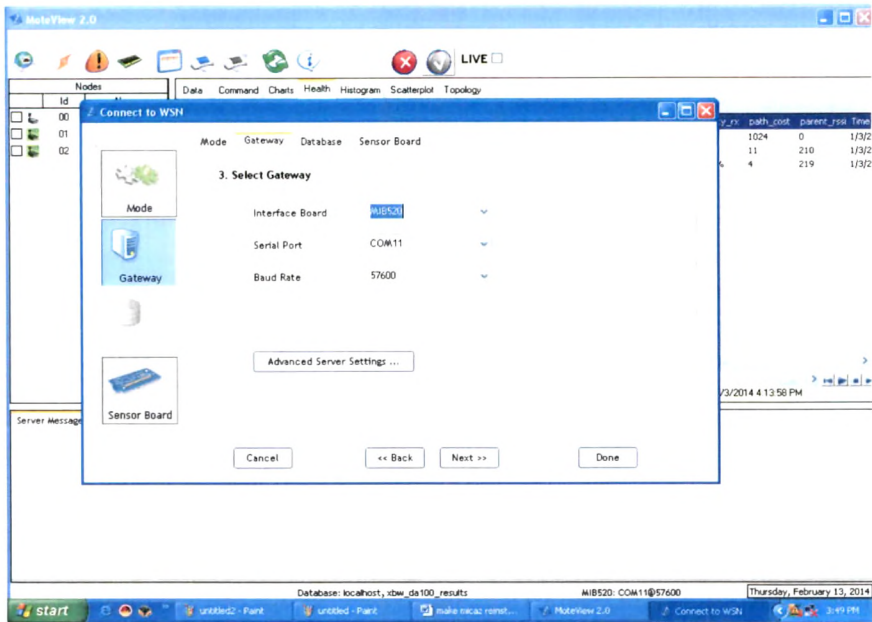 MoteView 2.0
LIVE
Nodes
Data Command Charts Health Histogram Scatterplot Topology
Id
00
01
02
path_cost parent_rssi Time
1024 0 1/3/2
11 210 1/3/2
4 219 1/3/2
Connect to WSN
Mode Gateway Database Sensor Board
3. Select Gateway
Mode
Interface Board MIB520
Serial Port COM11
Gateway
Baud Rate 57600
Advanced Server Settings ...
Sensor Board
/3/2014 4 13 58 PM
Server Message
Cancel << Back Next >> Done
Database: localhost, xbw_da100_results MIB520: COM11@57600 Thursday, February 13, 2014
start untitled2 - Paint untitled - Paint make micaz reinst... MoteView 2.0 Connect to WSN 3:49 PM